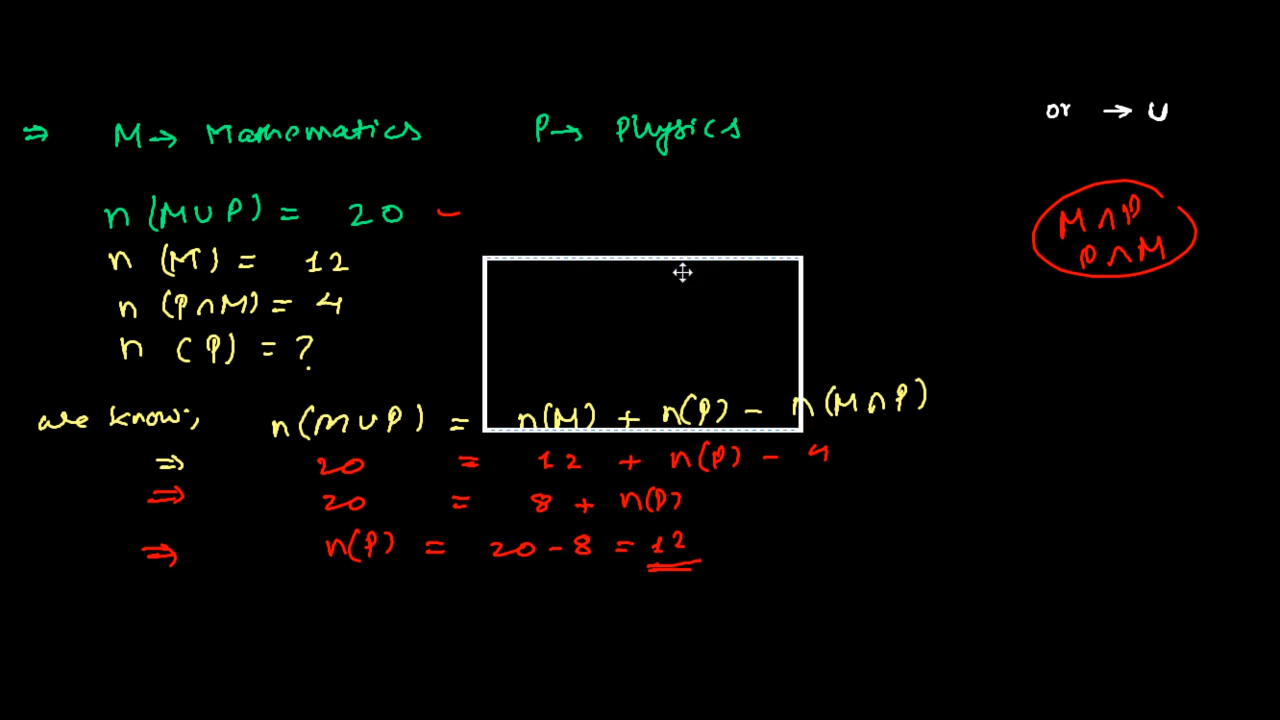 ⇒ M → Mathematics P → Physics
or → ∪
n (M∪P) = 20 -
M∩P
P∩M
n (M) = 12
n (P∩M) = 4
n (P) = ?
we know; n(M∪P) = n(M) + n(P) - n(M∩P)
⇒ 20 = 12 + n(P) - 4
⇒ 20 = 8 + n(P)
⇒ n(P) = 20 - 8 = 12